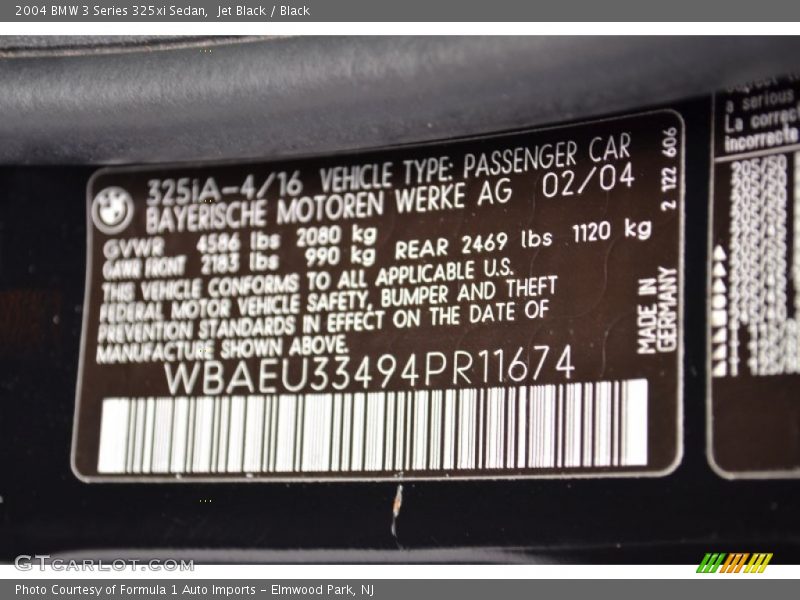 2004 BMW 3 Series 325xi Sedan,  Jet Black / Black
325iA-4/16 VEHICLE TYPE: PASSENGER CAR
BAYERISCHE MOTOREN WERKE AG 02/04
GVWR 4586 lbs 2080 kg
GAWR FRONT 2183 lbs 990 kg REAR 2469 lbs 1120 kg
THIS VEHICLE CONFORMS TO ALL APPLICABLE U.S.
FEDERAL MOTOR VEHICLE SAFETY, BUMPER AND THEFT
PREVENTION STANDARDS IN EFFECT ON THE DATE OF
MANUFACTURE SHOWN ABOVE.
WBAEU33494PR11674
2 122 606
MADE IN
GERMANY
a serious
La correc
incorrecte
GTCARLOT.COM
Photo Courtesy of Formula 1 Auto Imports - Elmwood Park, NJ